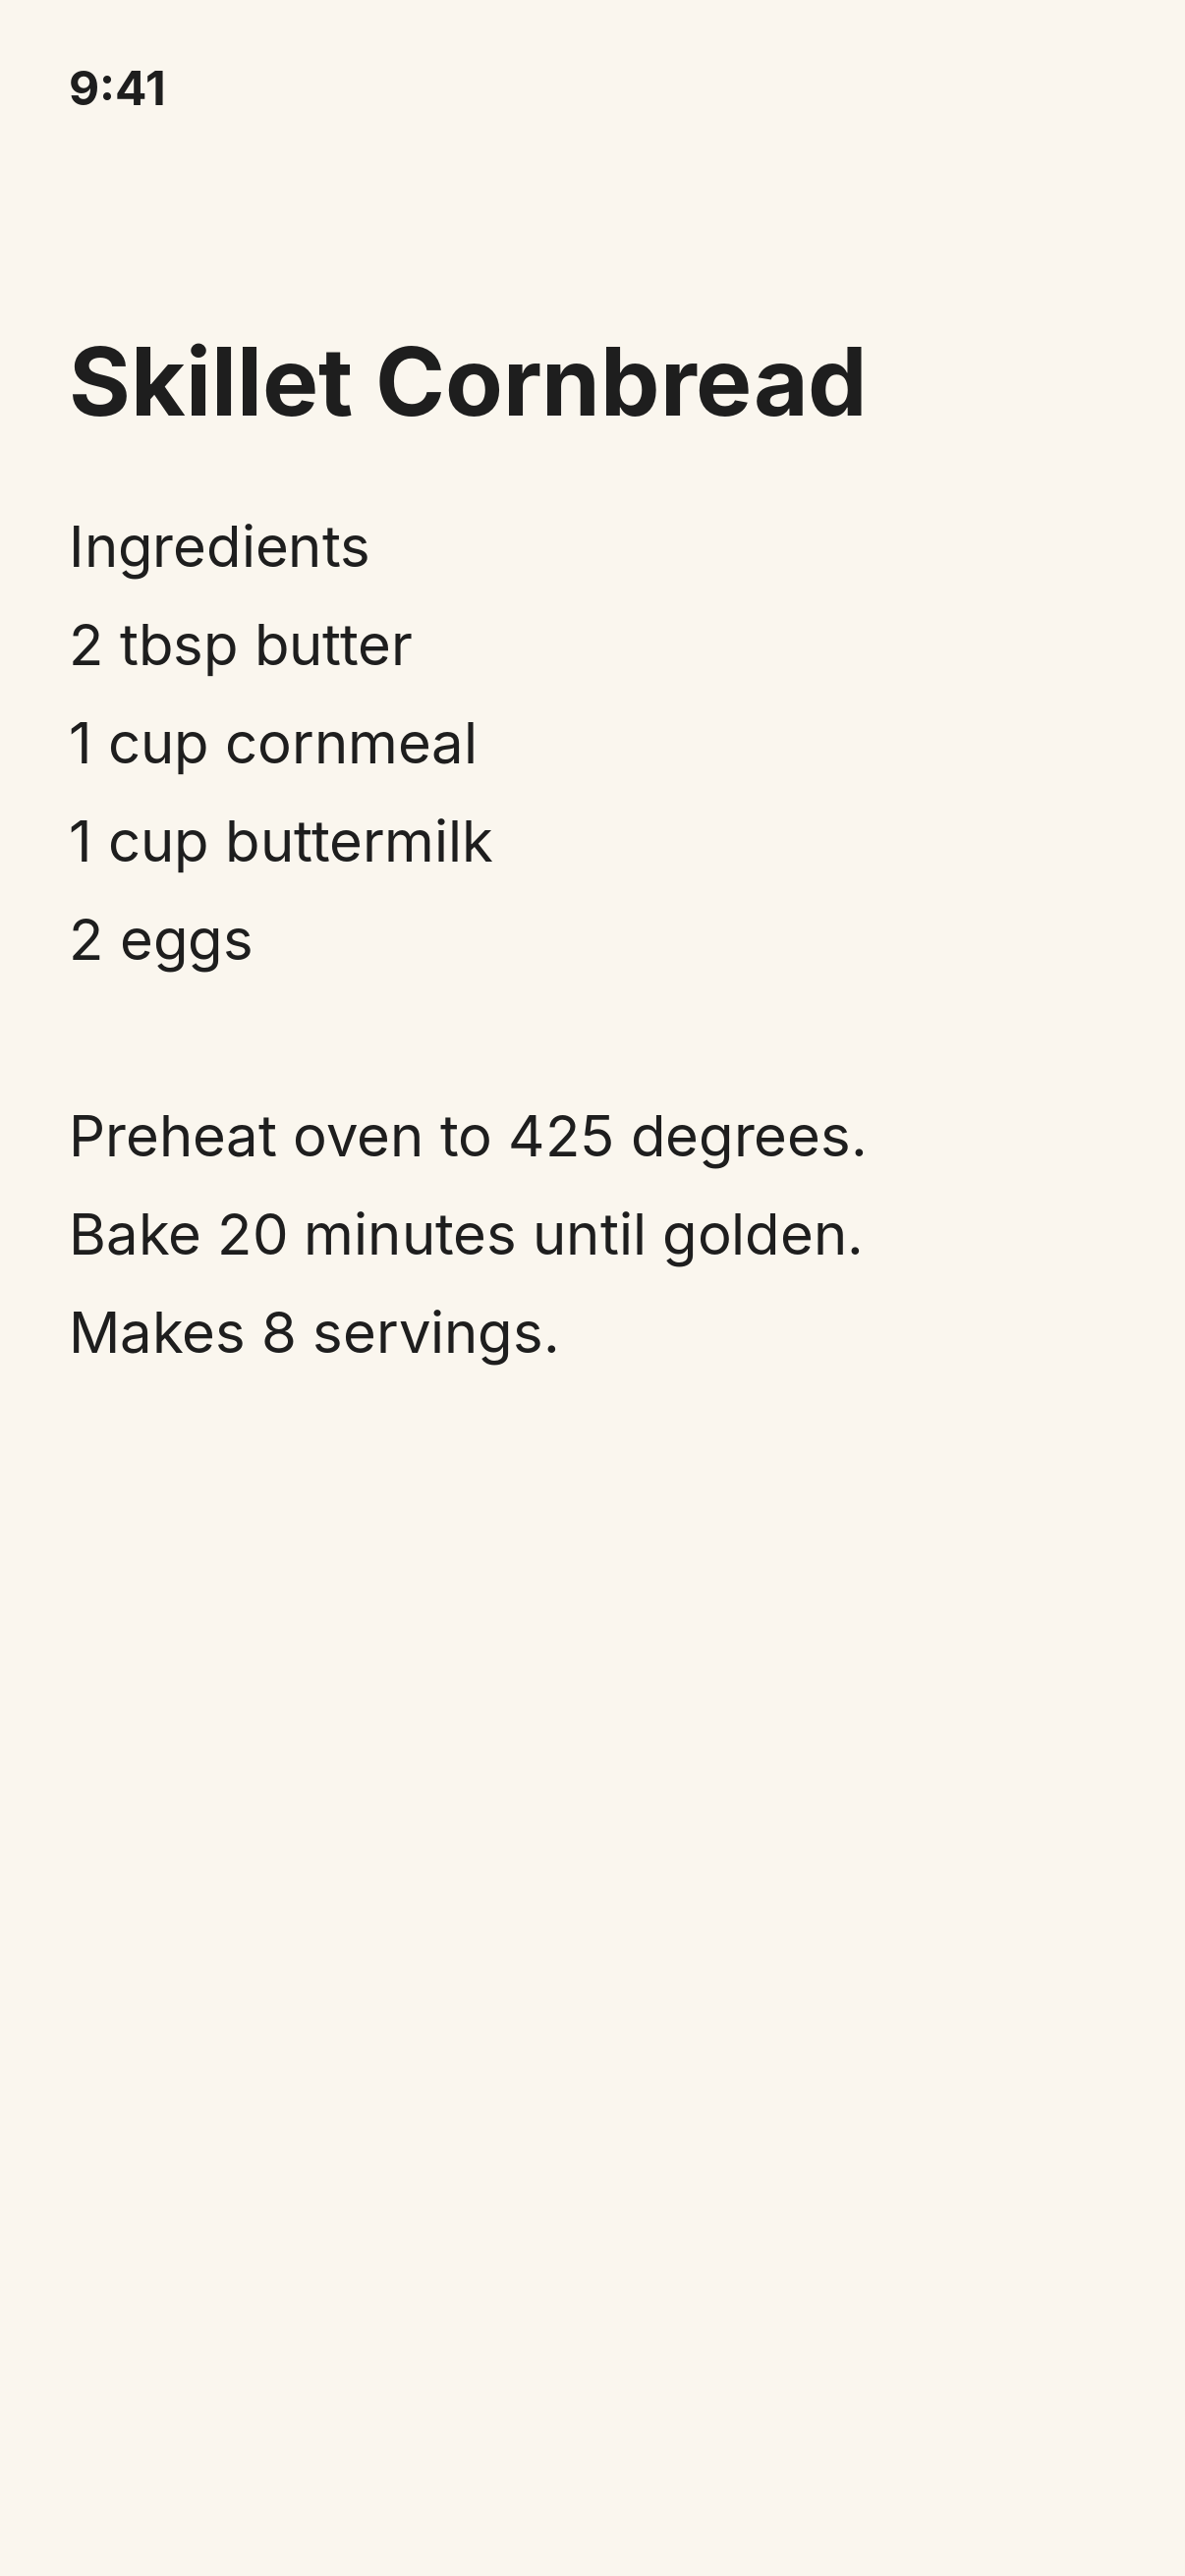 9:41
Skillet Cornbread
Ingredients
2 tbsp butter
1 cup cornmeal
1 cup buttermilk
2 eggs
Preheat oven to 425 degrees.
Bake 20 minutes until golden.
Makes 8 servings.